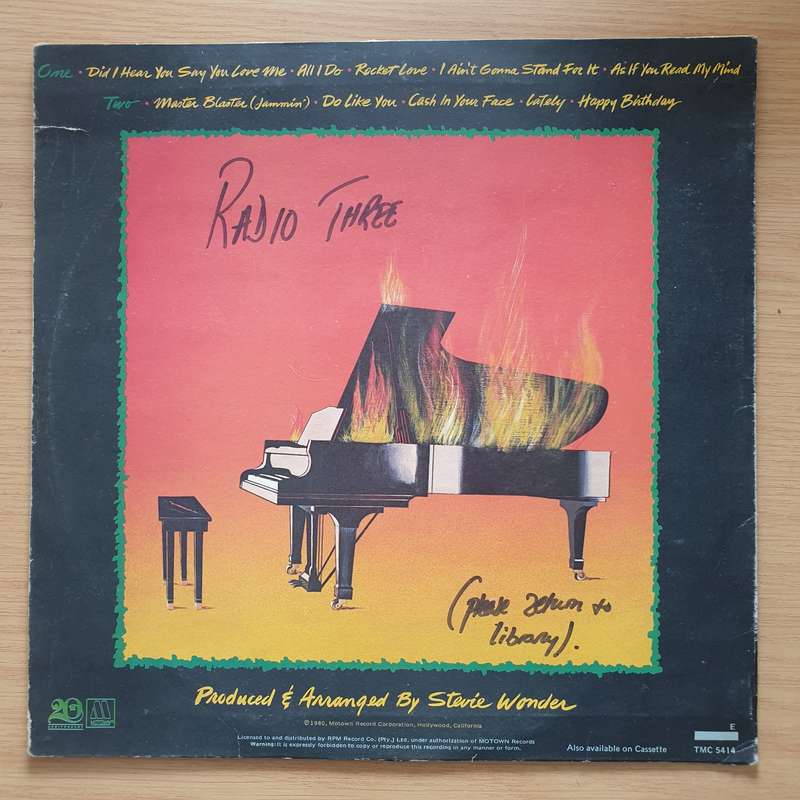 One • Did I Hear You Say You Love Me • All I Do • Rocket Love • I Ain't Gonna Stand For It • As If You Read My Mind
Two • Master Blaster (Jammin') • Do Like You • Cash In Your Face • Lately • Happy Birthday
RADIO THREE
(please return to
library).
Produced & Arranged By Stevie Wonder
©1980, Motown Record Corporation, Hollywood, California
20
M
Licensed to and distributed by RPM Record Co. (Pty.) Ltd. under authorization of MOTOWN Records
Warning: It is expressly forbidden to copy or reproduce this recording in any manner or form.
Also available on Cassette
E
TMC 5414